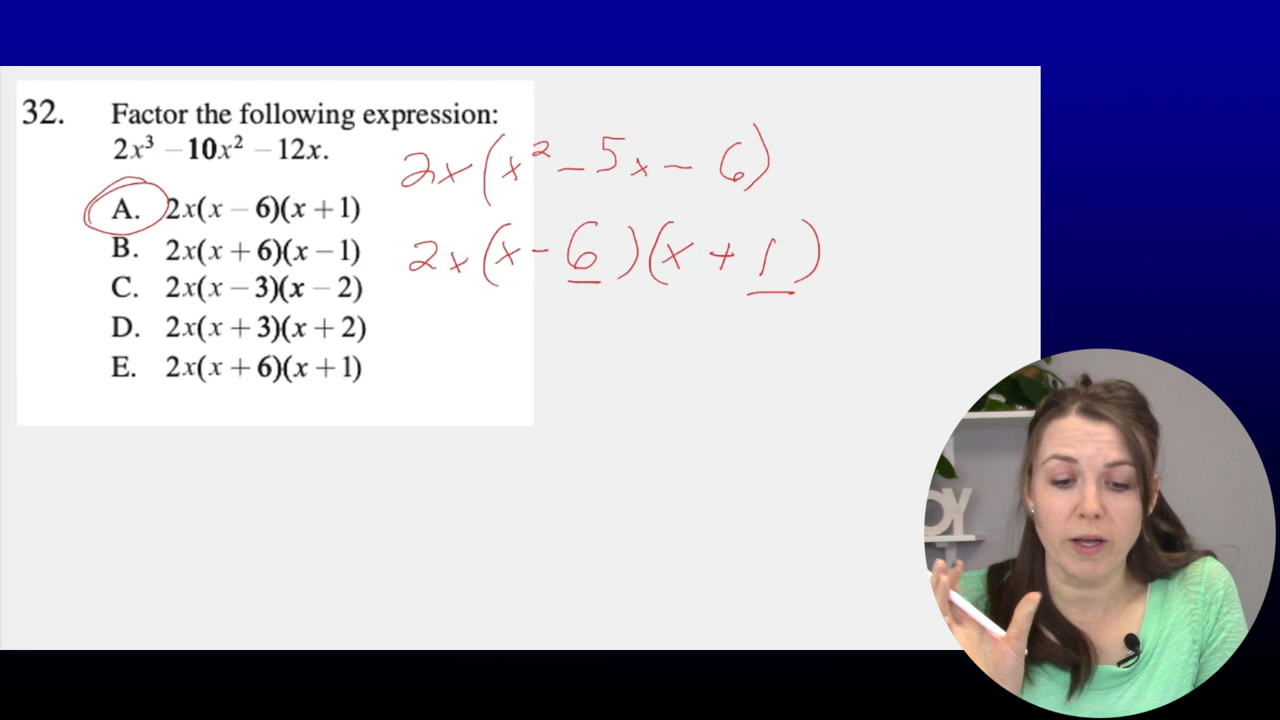 32. Factor the following expression:
2x³ − 10x² − 12x.
A. 2x(x − 6)(x + 1)
B. 2x(x + 6)(x − 1)
C. 2x(x − 3)(x − 2)
D. 2x(x + 3)(x + 2)
E. 2x(x + 6)(x + 1)
2x(x² − 5x − 6)
2x(x − 6)(x + 1)
OY